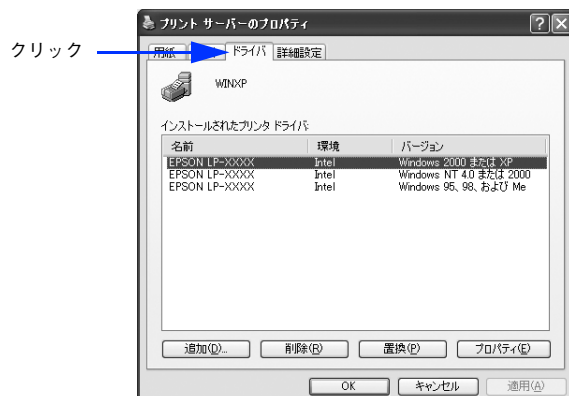 プリント サーバーのプロパティ
クリック
用紙 ドライバ 詳細設定
WINXP
インストールされたプリンタ ドライバ:
名前 環境 バージョン
EPSON LP-XXXX Intel Windows 2000 または XP
EPSON LP-XXXX Intel Windows NT 4.0 または 2000
EPSON LP-XXXX Intel Windows 95、98、および Me
追加(D)... 削除(R) 置換(P) プロパティ(E)
OK キャンセル 適用(A)